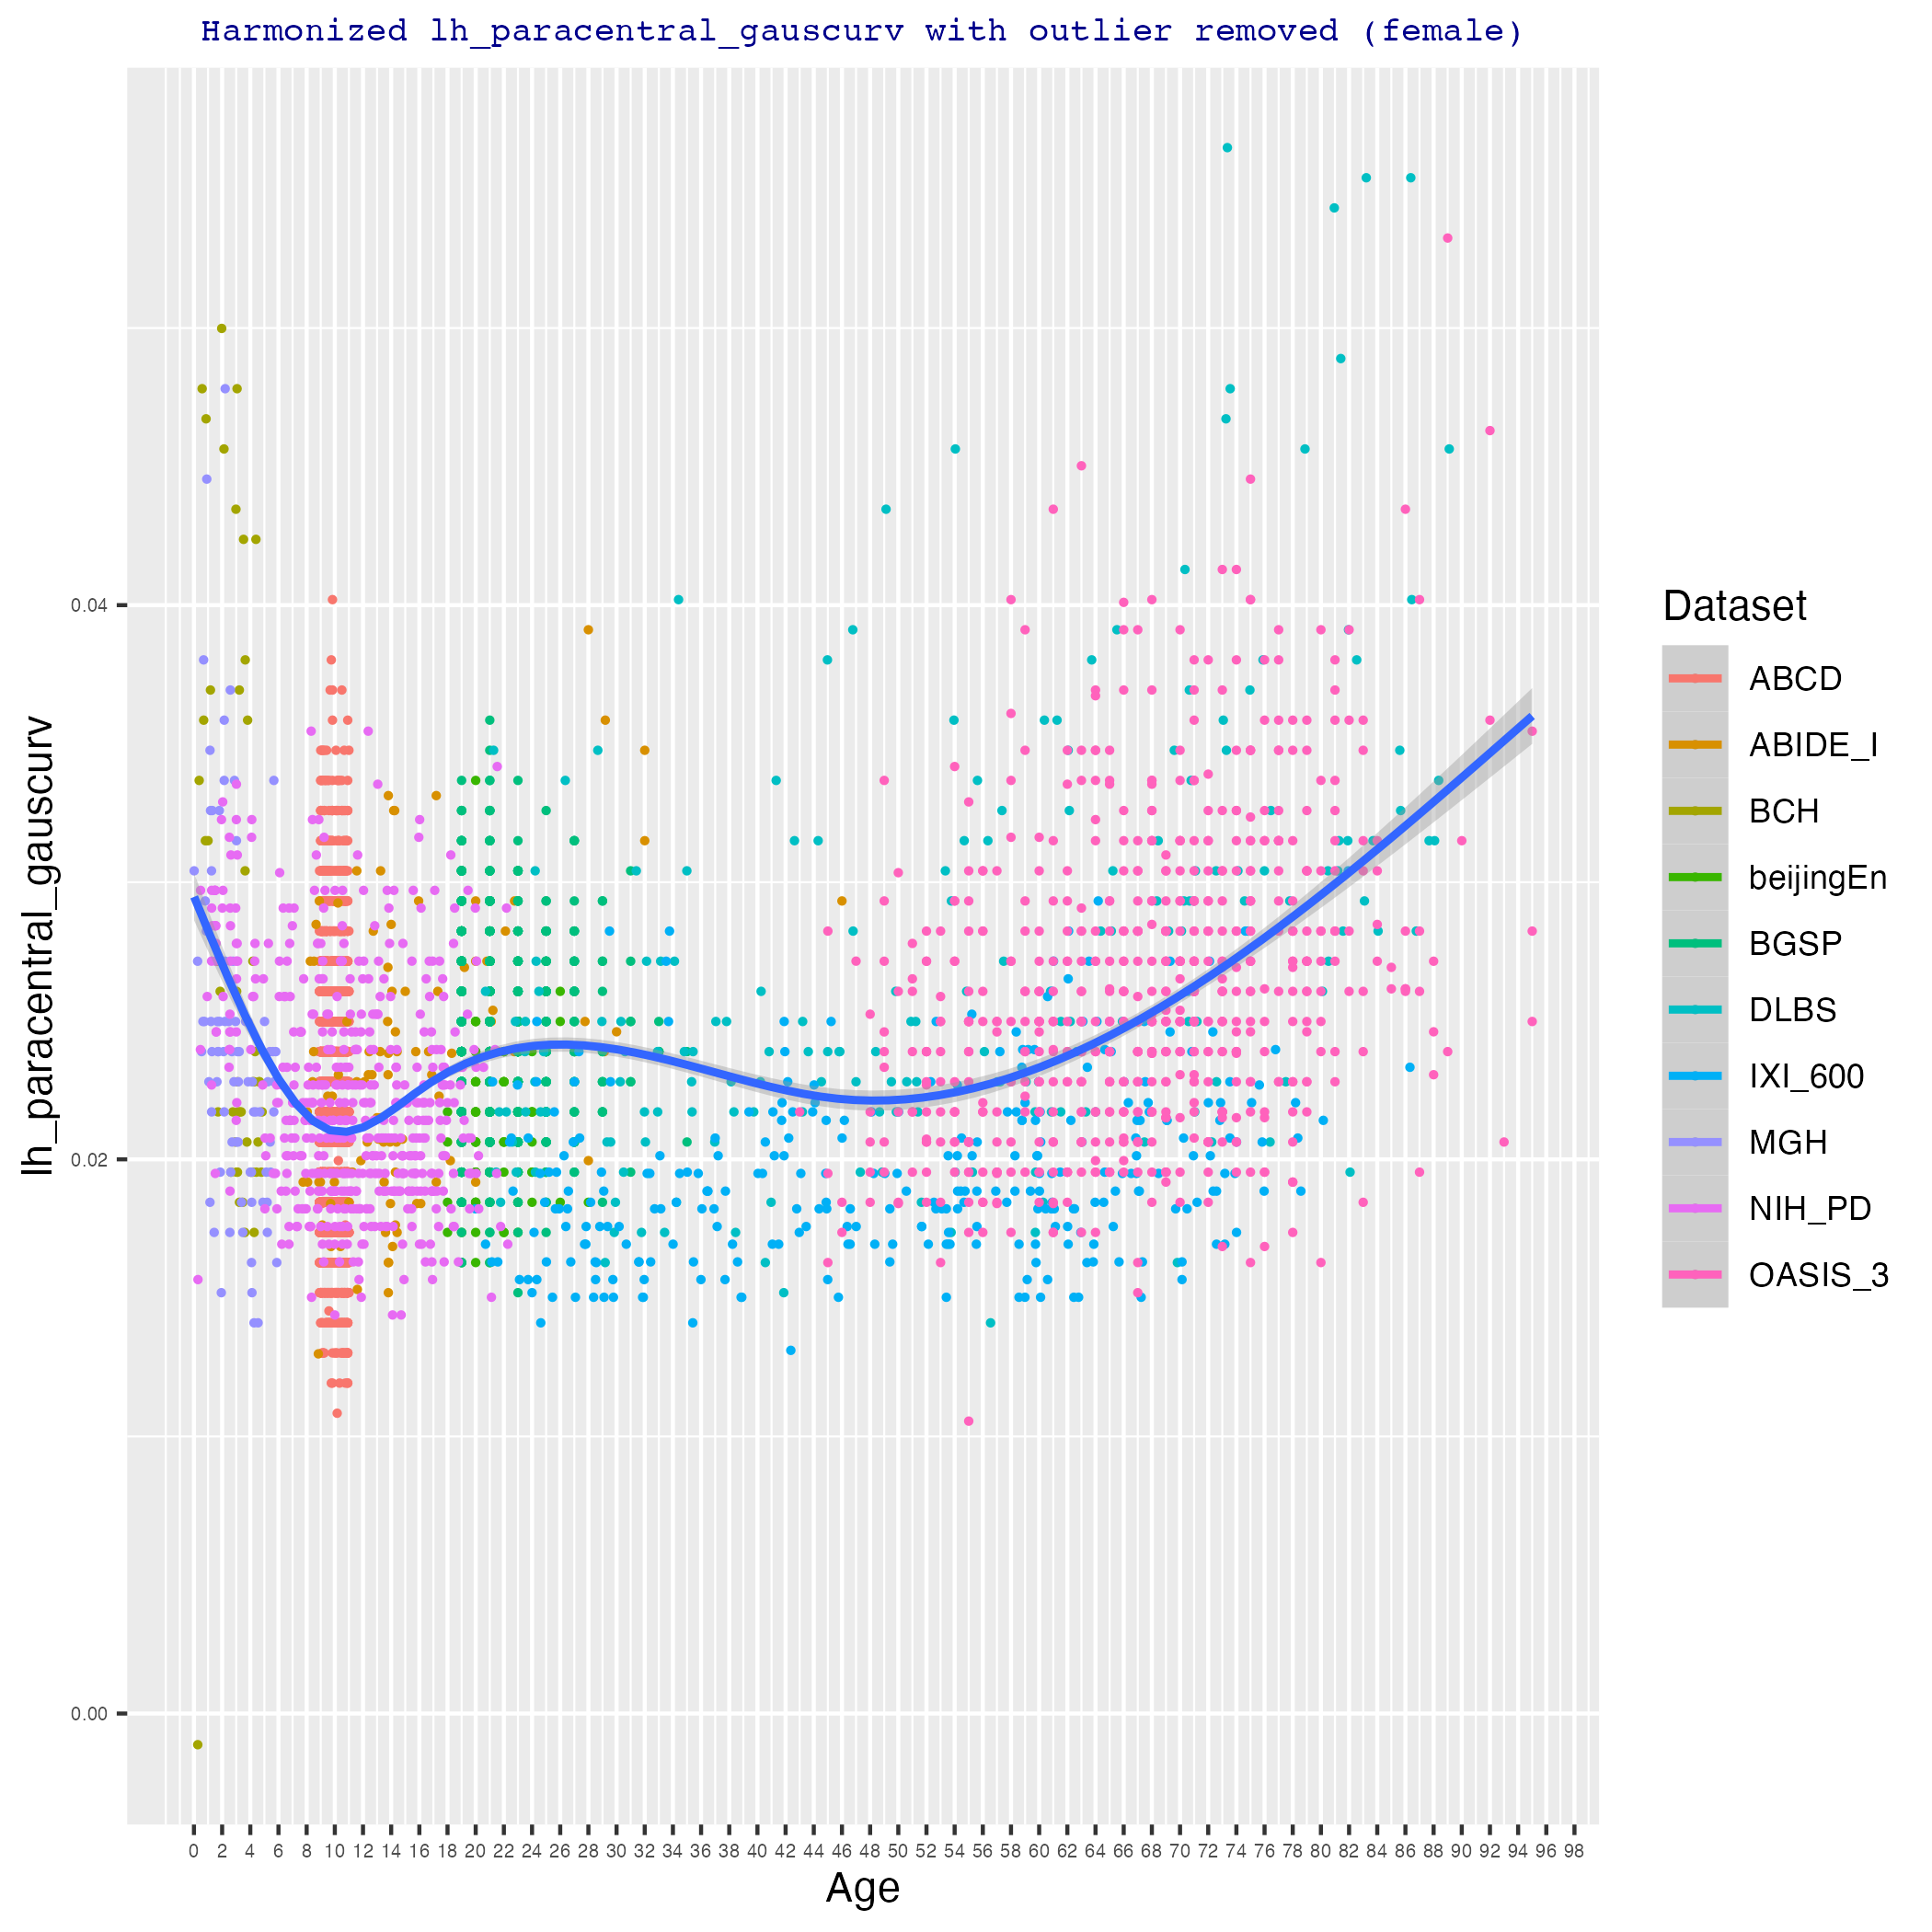 Harmonized lh_paracentral_gauscurv with outlier removed (female)
lh_paracentral_gauscurv
0.04
0.02
0.00
0 2 4 6 8 10 12 14 16 18 20 22 24 26 28 30 32 34 36 38 40 42 44 46 48 50 52 54 56 58 60 62 64 66 68 70 72 74 76 78 80 82 84 86 88 90 92 94 96 98
Age
Dataset
ABCD
ABIDE_I
BCH
beijingEn
BGSP
DLBS
IXI_600
MGH
NIH_PD
OASIS_3